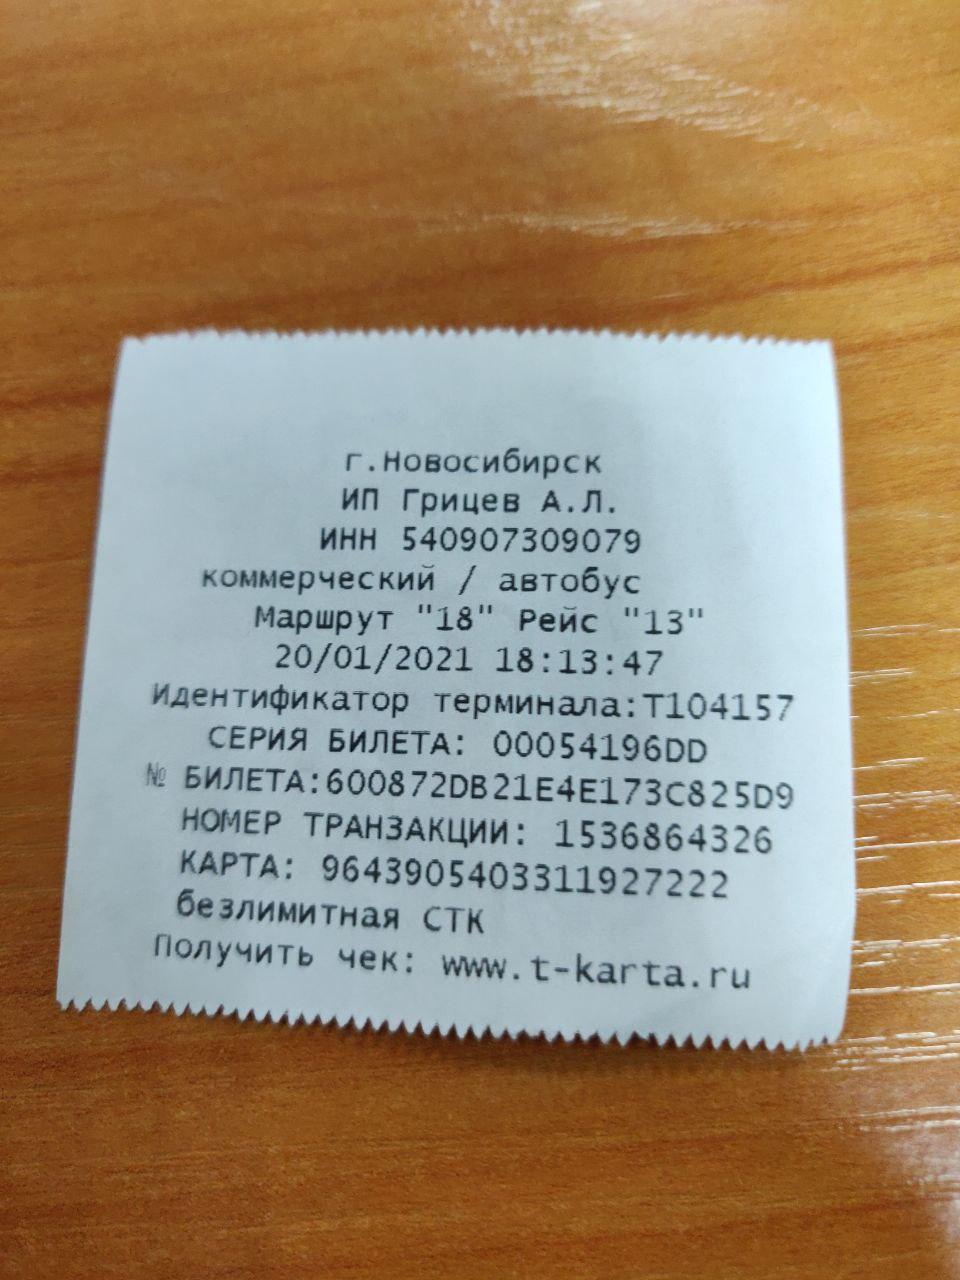 г.Новосибирск
ИП Грицев А.Л.
ИНН 540907309079
коммерческий / автобус
Маршрут "18" Рейс "13"
20/01/2021 18:13:47
Идентификатор терминала:T104157
СЕРИЯ БИЛЕТА: 00054196DD
№ БИЛЕТА:600872DB21E4E173C825D9
НОМЕР ТРАНЗАКЦИИ: 1536864326
КАРТА: 9643905403311927222
безлимитная СТК
Получить чек: www.t-karta.ru